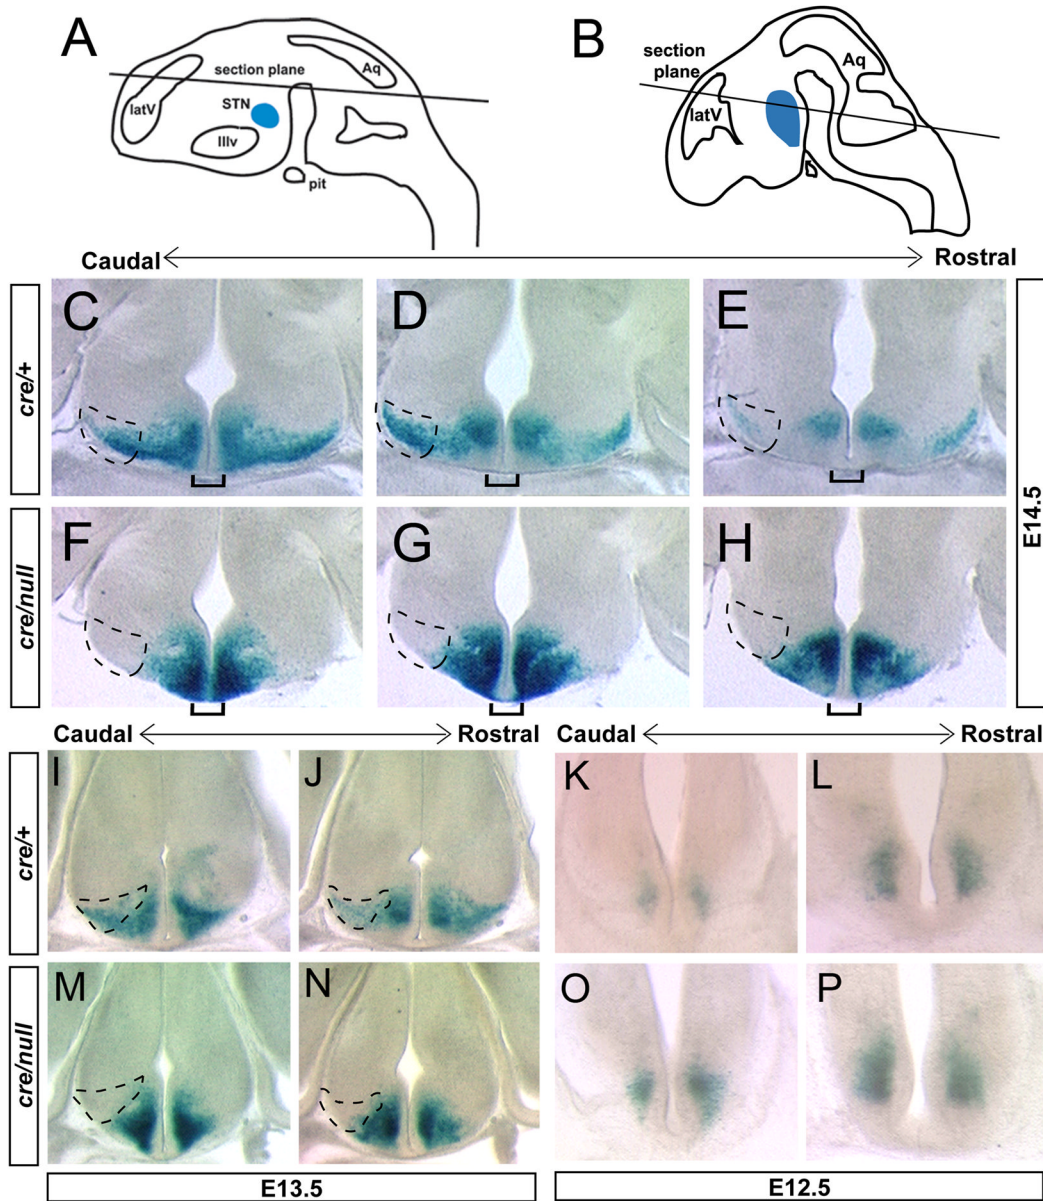 A
B
section plane
section
plane
Aq
Aq
latV
STN
latV
IIIv
pit
Caudal
Rostral
cre/+
C
D
E
E14.5
cre/null
F
G
H
Caudal
Rostral
Caudal
Rostral
cre/+
I
J
K
L
cre/null
M
N
O
P
E13.5
E12.5